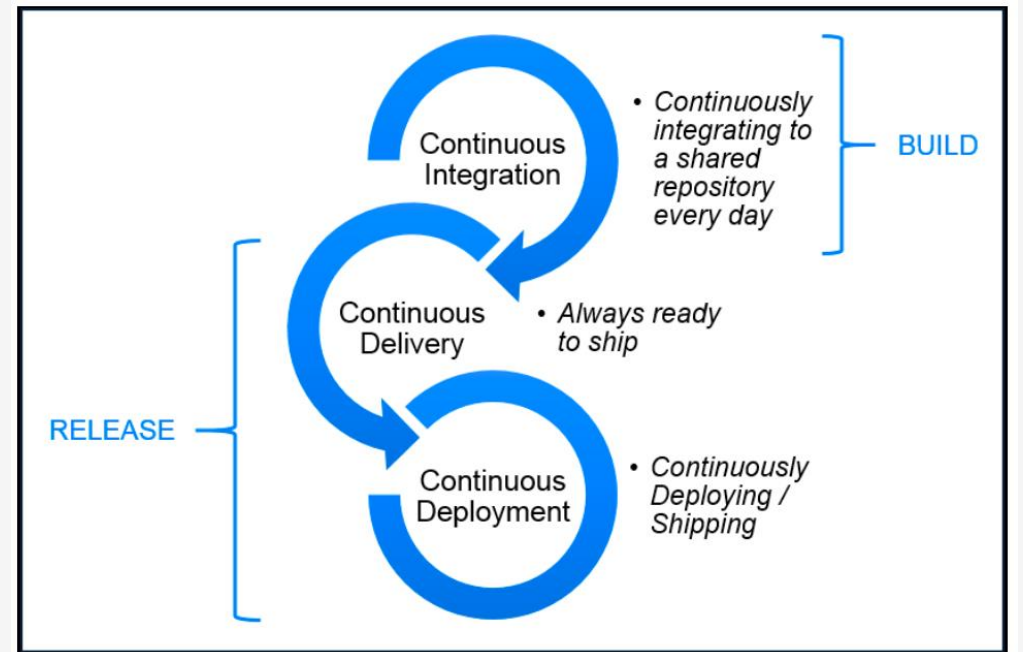 Continuous
Integration
• Continuously
integrating to
a shared
repository
every day
BUILD
Continuous
Delivery
• Always ready
to ship
RELEASE
Continuous
Deployment
• Continuously
Deploying /
Shipping